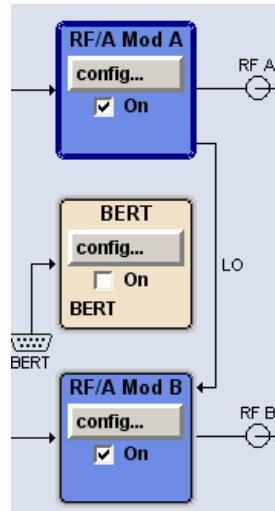 RF/A Mod A
config...
On
RF A
BERT
config...
On
BERT
LO
BERT
RF/A Mod B
config...
On
RF B